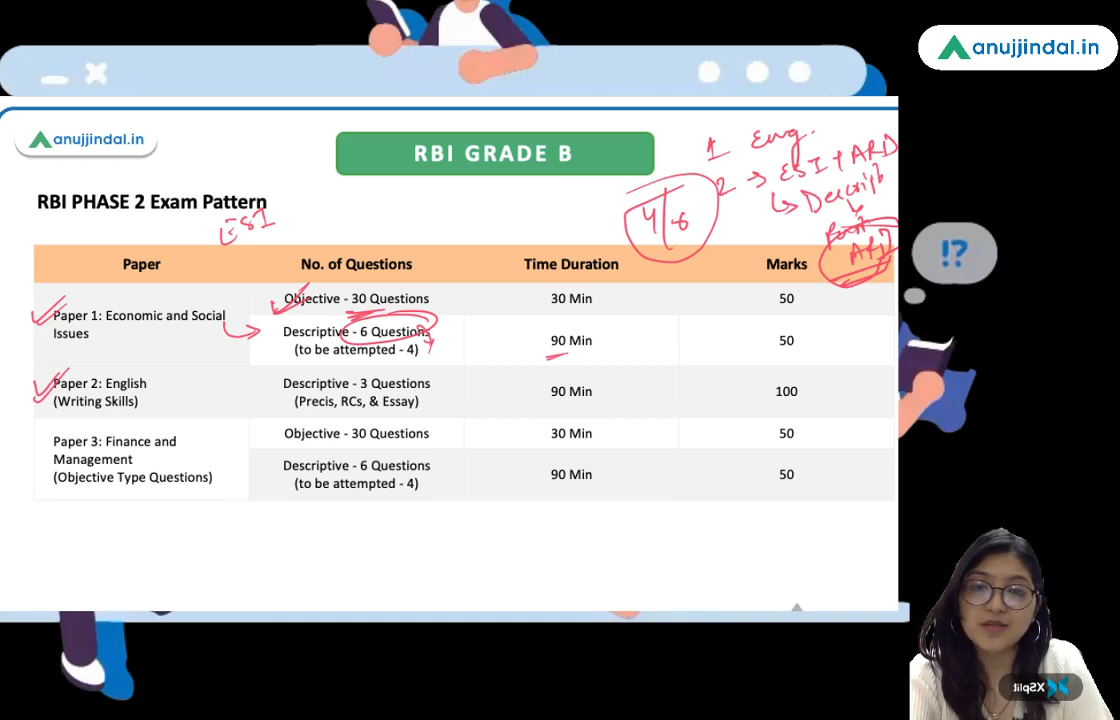 anujjindal.in
anujjindal.in
RBI GRADE B
1 Eng.
2 → ESI + ARD
↳ Descript
ARD
4/6
RBI PHASE 2 Exam Pattern
ESI
Paper No. of Questions Time Duration Marks
Paper 1: Economic and Social Issues
Objective - 30 Questions 30 Min 50
Descriptive - 6 Questions
(to be attempted - 4) 90 Min 50
Paper 2: English
(Writing Skills)
Descriptive - 3 Questions
(Precis, RCs, & Essay) 90 Min 100
Paper 3: Finance and
Management
(Objective Type Questions)
Objective - 30 Questions 30 Min 50
Descriptive - 6 Questions
(to be attempted - 4) 90 Min 50
!?
XSplit